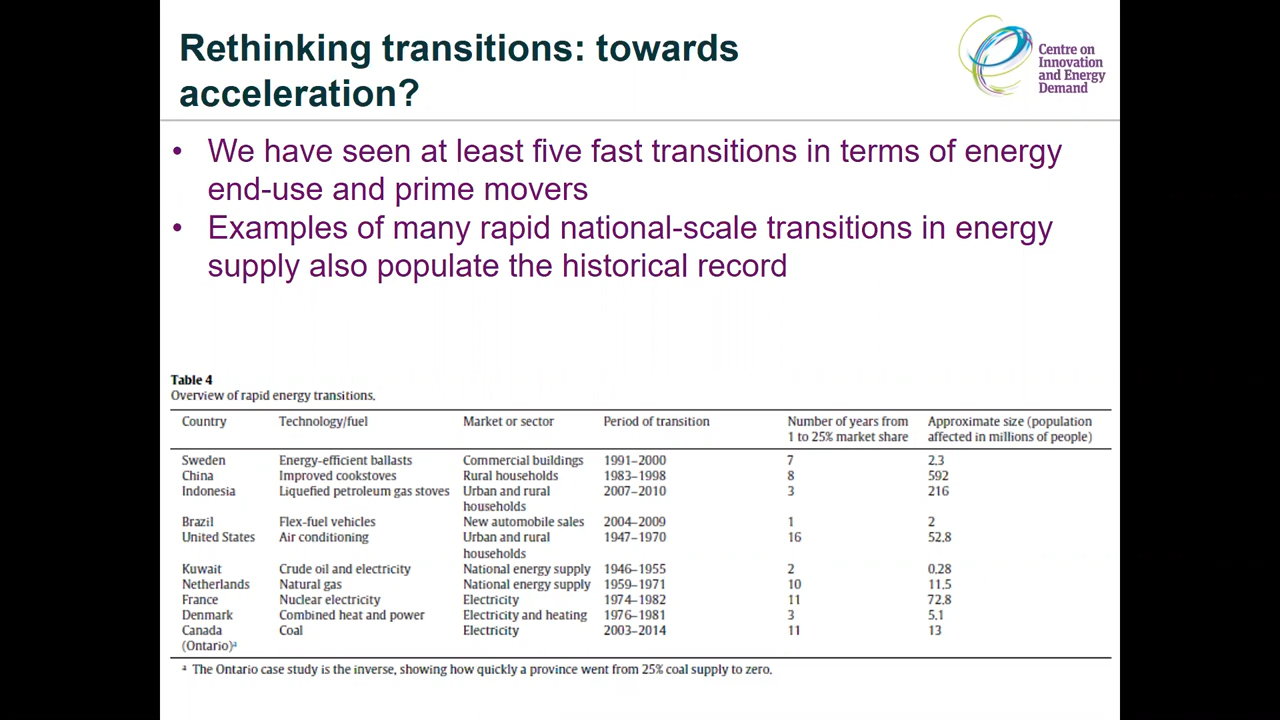 Rethinking transitions: towards
acceleration?
Centre on
Innovation
and Energy
Demand
• We have seen at least five fast transitions in terms of energy
end-use and prime movers
• Examples of many rapid national-scale transitions in energy
supply also populate the historical record
Table 4
Overview of rapid energy transitions.
Country Technology/fuel Market or sector Period of transition Number of years from Approximate size (population
1 to 25% market share affected in millions of people)
Sweden Energy-efficient ballasts Commercial buildings 1991–2000 7 2.3
China Improved cookstoves Rural households 1983–1998 8 592
Indonesia Liquefied petroleum gas stoves Urban and rural 2007–2010 3 216
households
Brazil Flex-fuel vehicles New automobile sales 2004–2009 1 2
United States Air conditioning Urban and rural 1947–1970 16 52.8
households
Kuwait Crude oil and electricity National energy supply 1946–1955 2 0.28
Netherlands Natural gas National energy supply 1959–1971 10 11.5
France Nuclear electricity Electricity 1974–1982 11 72.8
Denmark Combined heat and power Electricity and heating 1976–1981 3 5.1
Canada Coal Electricity 2003–2014 11 13
(Ontario)ᵃ
ᵃ The Ontario case study is the inverse, showing how quickly a province went from 25% coal supply to zero.